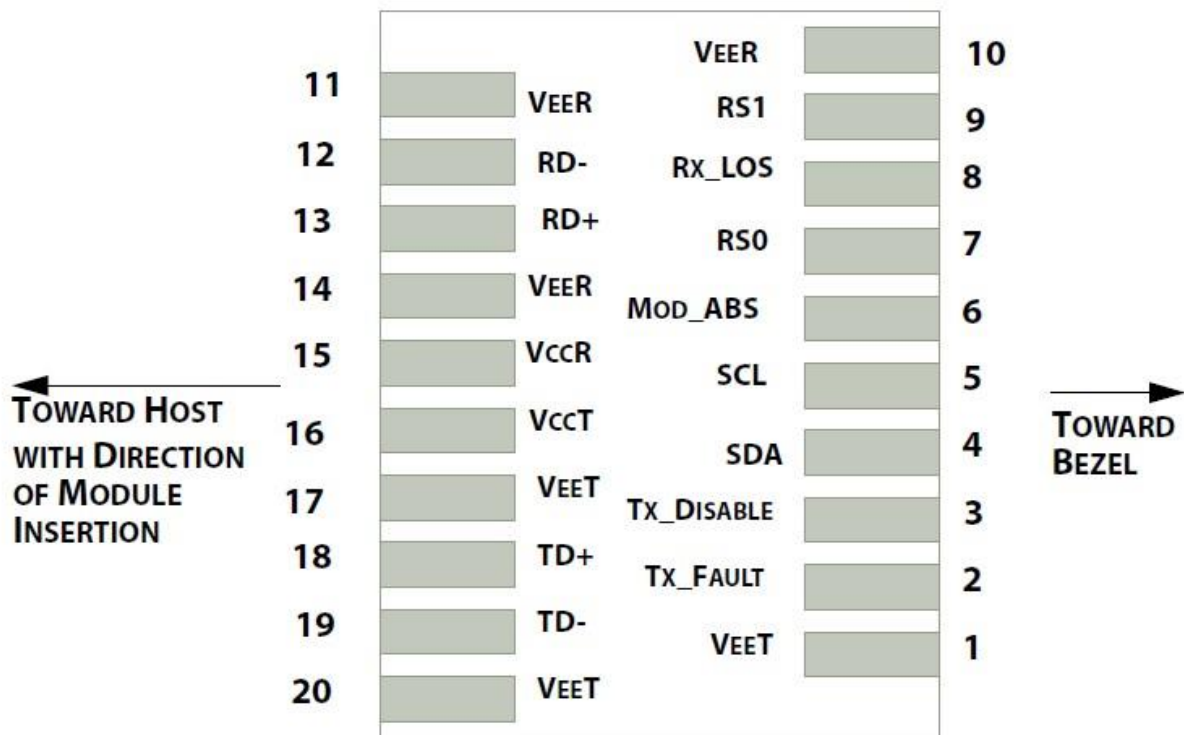 11 VEER
12 RD-
13 RD+
14 VEER
15 VCCR
16 VCCT
17 VEET
18 TD+
19 TD-
20 VEET
VEER 10
RS1 9
RX_LOS 8
RS0 7
MOD_ABS 6
SCL 5
SDA 4
TX_DISABLE 3
TX_FAULT 2
VEET 1
TOWARD HOST
WITH DIRECTION
OF MODULE
INSERTION
TOWARD
BEZEL